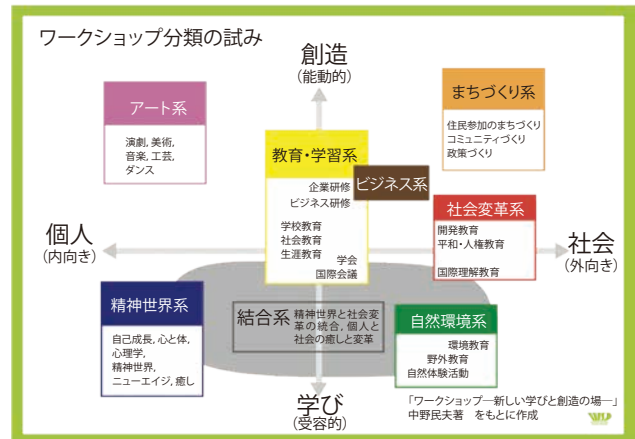 ワークショップ分類の試み
創造
(能動的)
アート系
演劇, 美術,
音楽, 工芸,
ダンス
まちづくり系
住民参加のまちづくり
コミュニティづくり
政策づくり
教育・学習系
企業研修
ビジネス研修
学校教育
社会教育
生涯教育
学会
国際会議
ビジネス系
社会変革系
開発教育
平和・人権教育
国際理解教育
個人
(内向き)
社会
(外向き)
精神世界系
自己成長, 心と体,
心理学,
精神世界,
ニューエイジ, 癒し
結合系
精神世界と社会変
革の統合, 個人と
社会の癒しと変革
自然環境系
環境教育
野外教育
自然体験活動
学び
(受容的)
「ワークショップ―新しい学びと創造の場―」
中野民夫著 をもとに作成